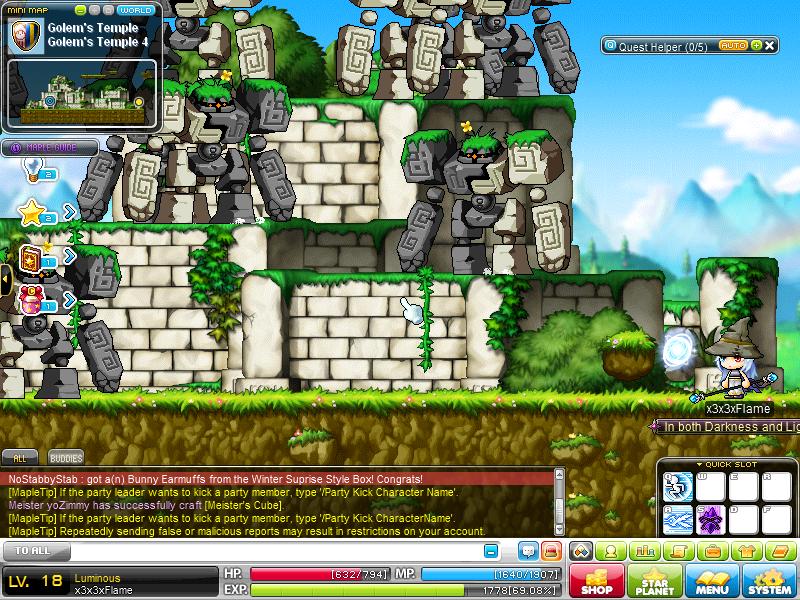 MINI MAP
WORLD
Golem's Temple
Golem's Temple 4
Quest Helper (0/5)
AUTO
MAPLE GUIDE
2
2
1
1
x3x3xFlame
In both Darkness and Lig
ALL
BUDDIES
QUICK SLOT
NoStabbyStab : got a(n) Bunny Earmuffs from the Winter Suprise Style Box! Congrats!
[MapleTip] If the party leader wants to kick a party member, type '/Party Kick Character Name'.
Meister yoZimmy has successfully craft [Meister's Cube].
[MapleTip] If the party leader wants to kick a party member, type '/Party Kick CharacterName'.
[MapleTip] Repeatedly sending false or malicious reports may result in restrictions on your account.
W E R
A S D F
TO ALL
LV. 18
Luminous
x3x3xFlame
HP. [632/794] MP. [1640/1907]
EXP. 1778[69.08%]
SHOP
STAR PLANET
MENU
SYSTEM